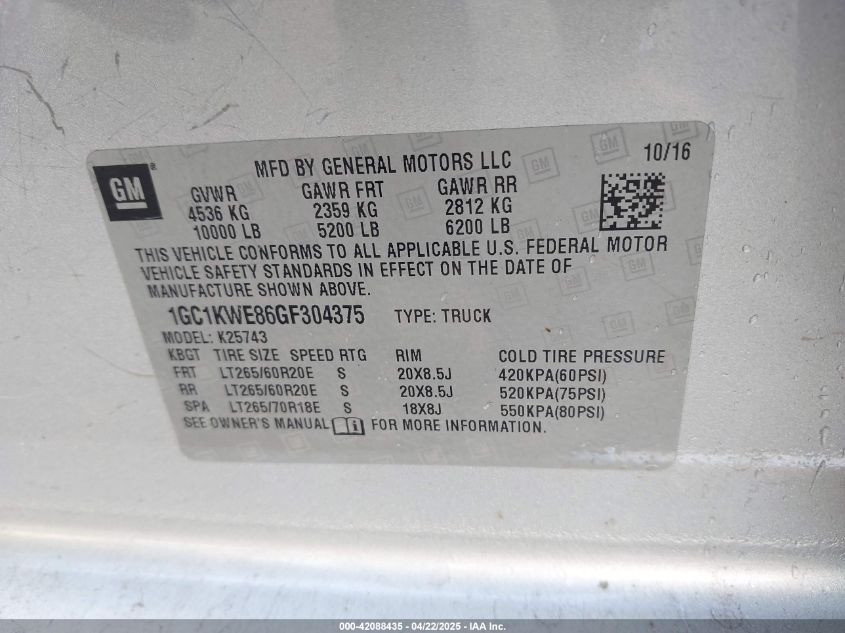 GM
®
MFD BY GENERAL MOTORS LLC 10/16
GVWR GAWR FRT GAWR RR
4536 KG 2359 KG 2812 KG
10000 LB 5200 LB 6200 LB
THIS VEHICLE CONFORMS TO ALL APPLICABLE U.S. FEDERAL MOTOR
VEHICLE SAFETY STANDARDS IN EFFECT ON THE DATE OF
MANUFACTURE SHOWN ABOVE.
1GC1KWE86GF304375 TYPE: TRUCK
MODEL: K25743
KBGT TIRE SIZE SPEED RTG RIM COLD TIRE PRESSURE
FRT LT265/60R20E S 20X8.5J 420KPA(60PSI)
RR LT265/60R20E S 20X8.5J 520KPA(75PSI)
SPA LT265/70R18E S 18X8J 550KPA(80PSI)
SEE OWNER'S MANUAL i FOR MORE INFORMATION.
000-42088435 - 04/22/2025 - IAA Inc.